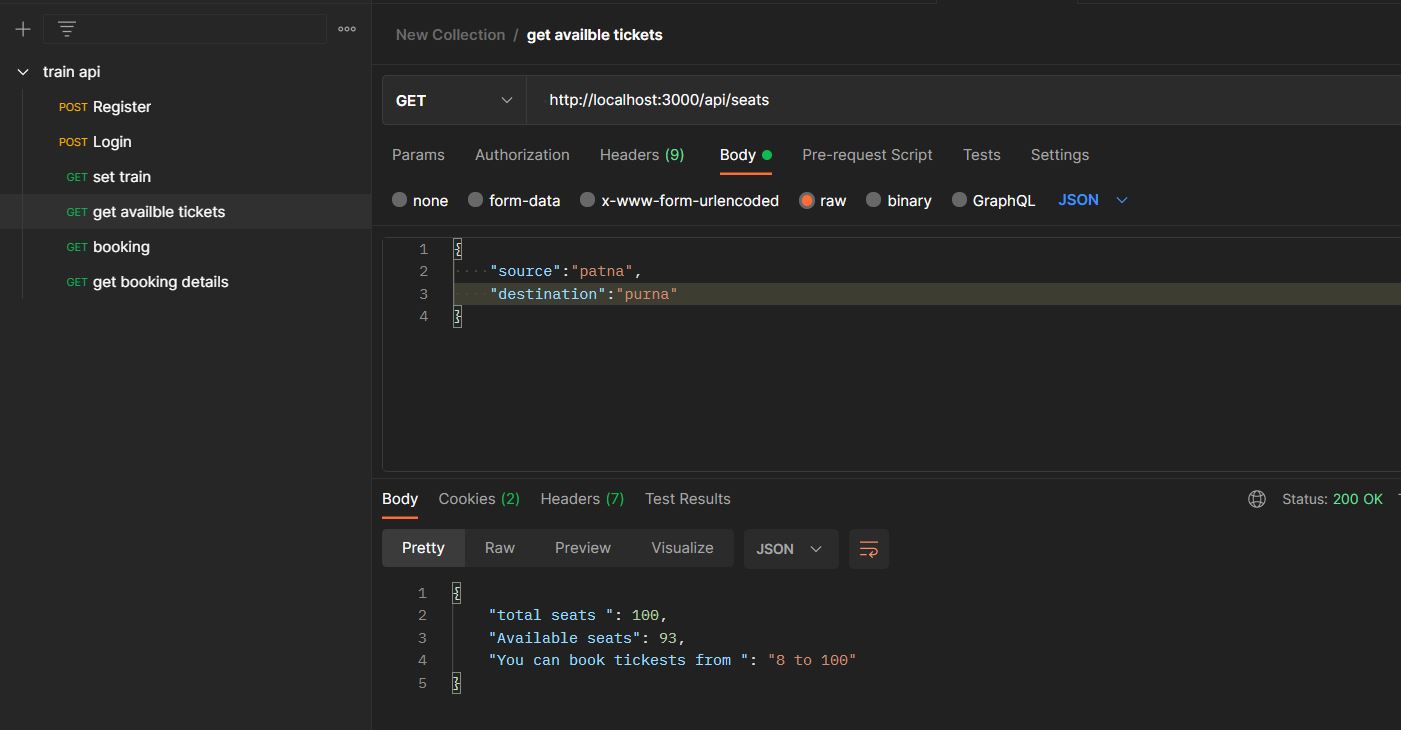 train api
POST Register
POST Login
GET set train
GET get availble tickets
GET booking
GET get booking details
New Collection / get availble tickets
GET http://localhost:3000/api/seats
Params Authorization Headers (9) Body Pre-request Script Tests Settings
none form-data x-www-form-urlencoded raw binary GraphQL JSON
1 {
2 "source":"patna",
3 "destination":"purna"
4 }
Body Cookies (2) Headers (7) Test Results Status: 200 OK
Pretty Raw Preview Visualize JSON
1 {
2 "total seats ": 100,
3 "Available seats": 93,
4 "You can book tickests from ": "8 to 100"
5 }